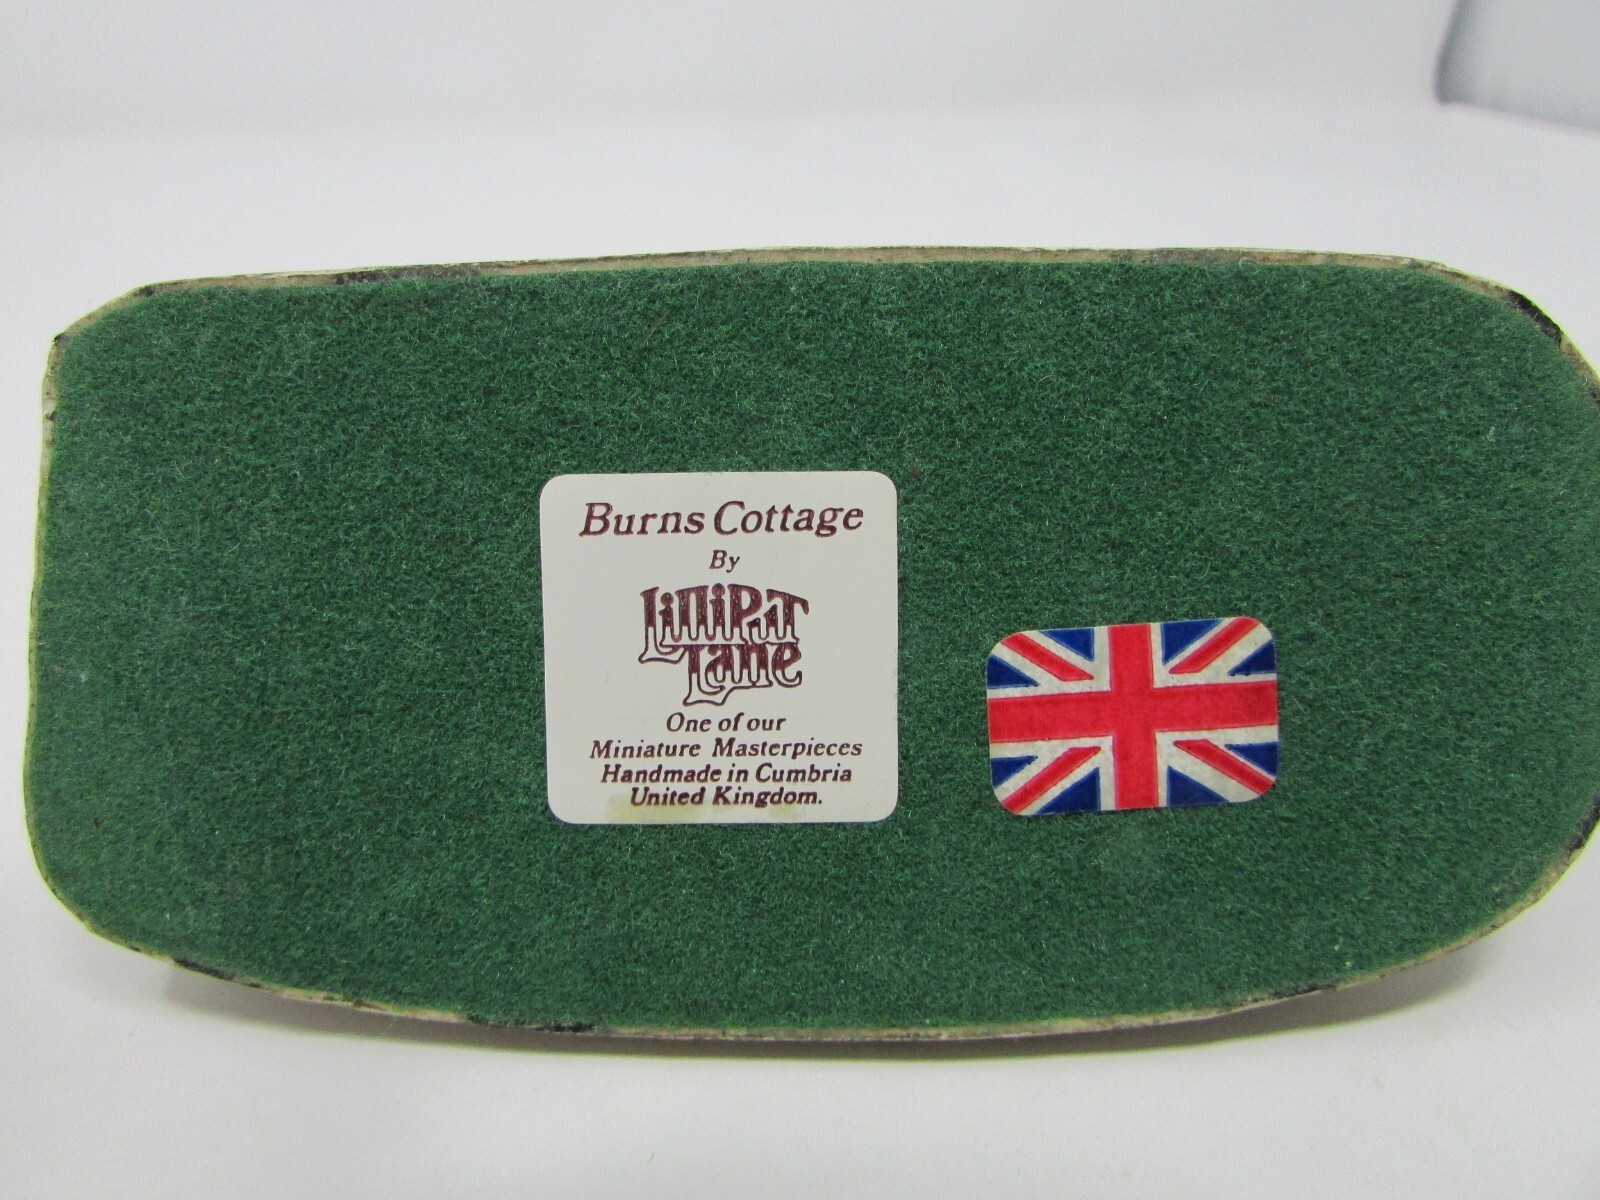 Burns Cottage
By
Lilliput
Lane
One of our
Miniature Masterpieces
Handmade in Cumbria
United Kingdom.